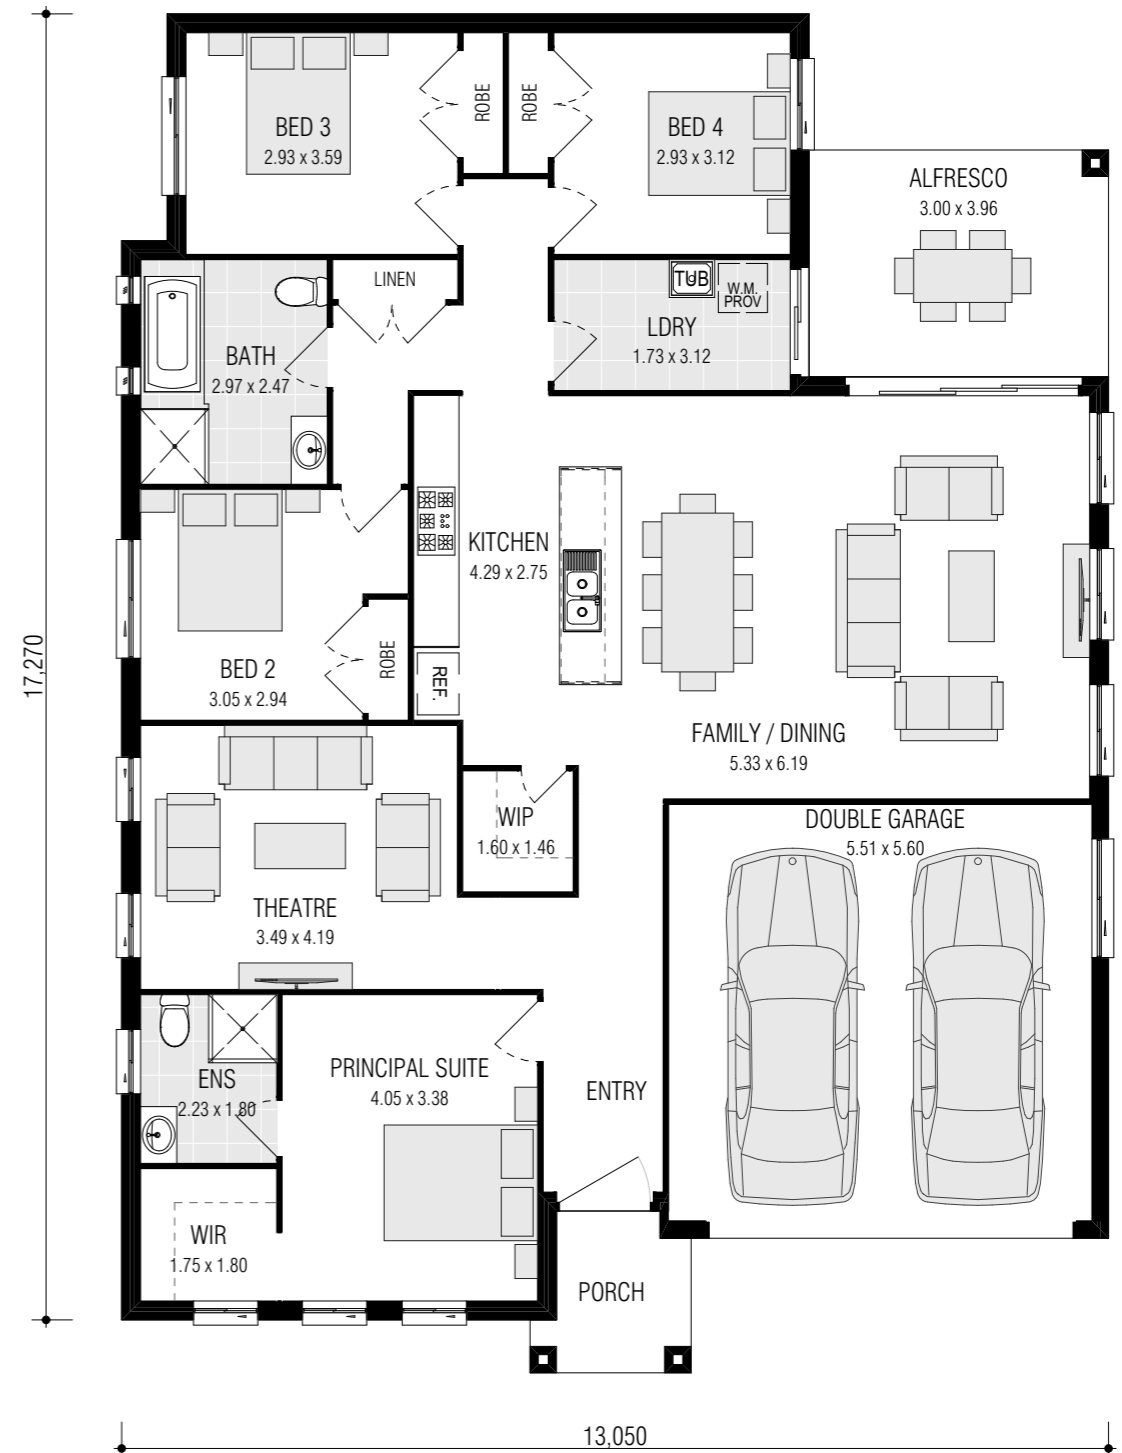 BED 3
2.93 x 3.59
ROBE
ROBE
BED 4
2.93 x 3.12
ALFRESCO
3.00 x 3.96
LINEN
TUB
W.M.
PROV
LDRY
1.73 x 3.12
BATH
2.97 x 2.47
KITCHEN
4.29 x 2.75
17,270
BED 2
3.05 x 2.94
ROBE
REF.
FAMILY / DINING
5.33 x 6.19
WIP
1.60 x 1.46
DOUBLE GARAGE
5.51 x 5.60
THEATRE
3.49 x 4.19
ENS
2.23 x 1.80
PRINCIPAL SUITE
4.05 x 3.38
ENTRY
WIR
1.75 x 1.80
PORCH
13,050